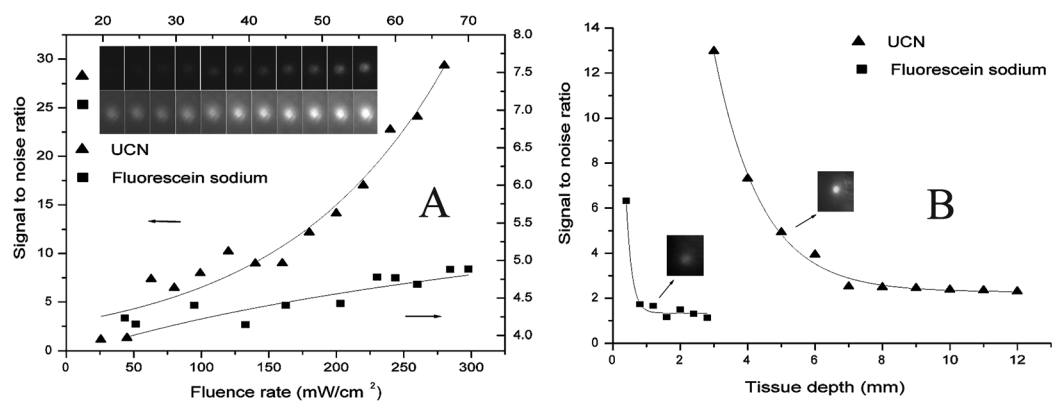 20 30 40 50 60 70
30
25
20
15
10
5
0
8.0
7.5
7.0
6.5
6.0
5.5
5.0
4.5
4.0
Signal to noise ratio
UCN
Fluorescein sodium
A
0 50 100 150 200 250 300
Fluence rate (mW/cm²)
14
12
10
8
6
4
2
0
Signal to noise ratio
UCN
Fluorescein sodium
B
0 2 4 6 8 10 12
Tissue depth (mm)